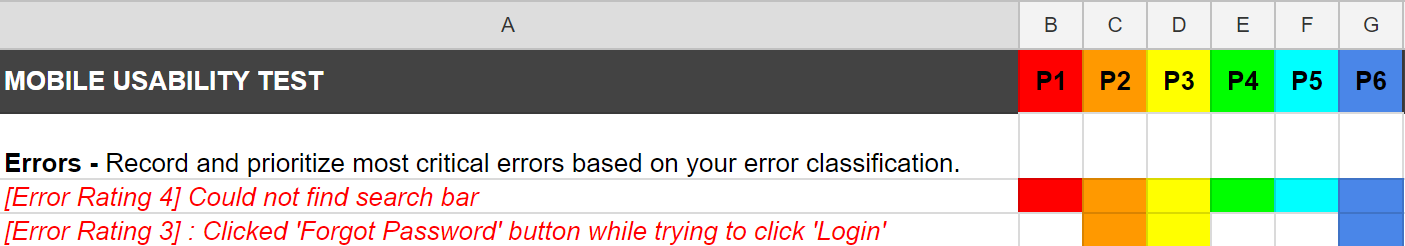 A B C D E F G
MOBILE USABILITY TEST P1 P2 P3 P4 P5 P6
Errors - Record and prioritize most critical errors based on your error classification.
[Error Rating 4] Could not find search bar
[Error Rating 3] : Clicked 'Forgot Password' button while trying to click 'Login'